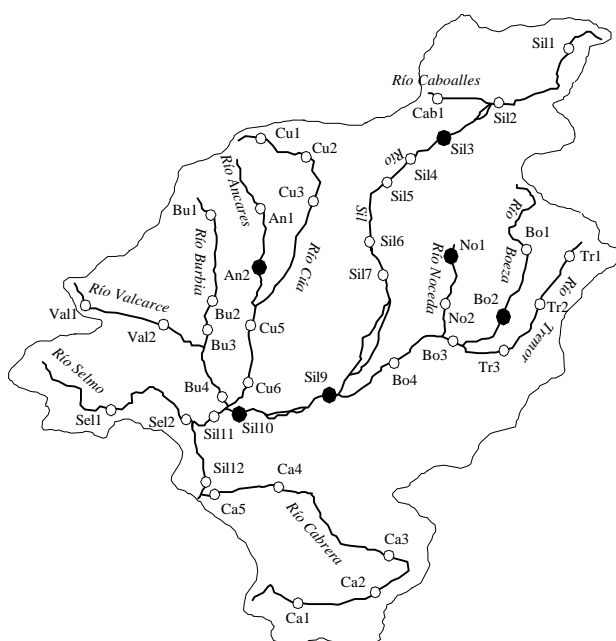 Sil1
Río Caboalles
Cab1
Sil2
Cu1
Sil3
Cu2
Río
Sil4
Río Ancares
Sil5
Cu3
Río
Bu1
An1
Sil
Boeza
Río Burbia
Río Cúa
Sil6
No1
Bo1
Tr1
An2
Sil7
Río Noceda
Río
Río Valcarce
Bo2
Tr2
Val1
Bu2
No2
Tremor
Val2
Bu3
Cu5
Bo3
Tr3
Río Selmo
Bo4
Bu4
Cu6
Sil9
Sel1
Sel2
Sil11
Sil10
Sil12
Ca4
Ca5
Río Cabrera
Ca3
Ca2
Ca1